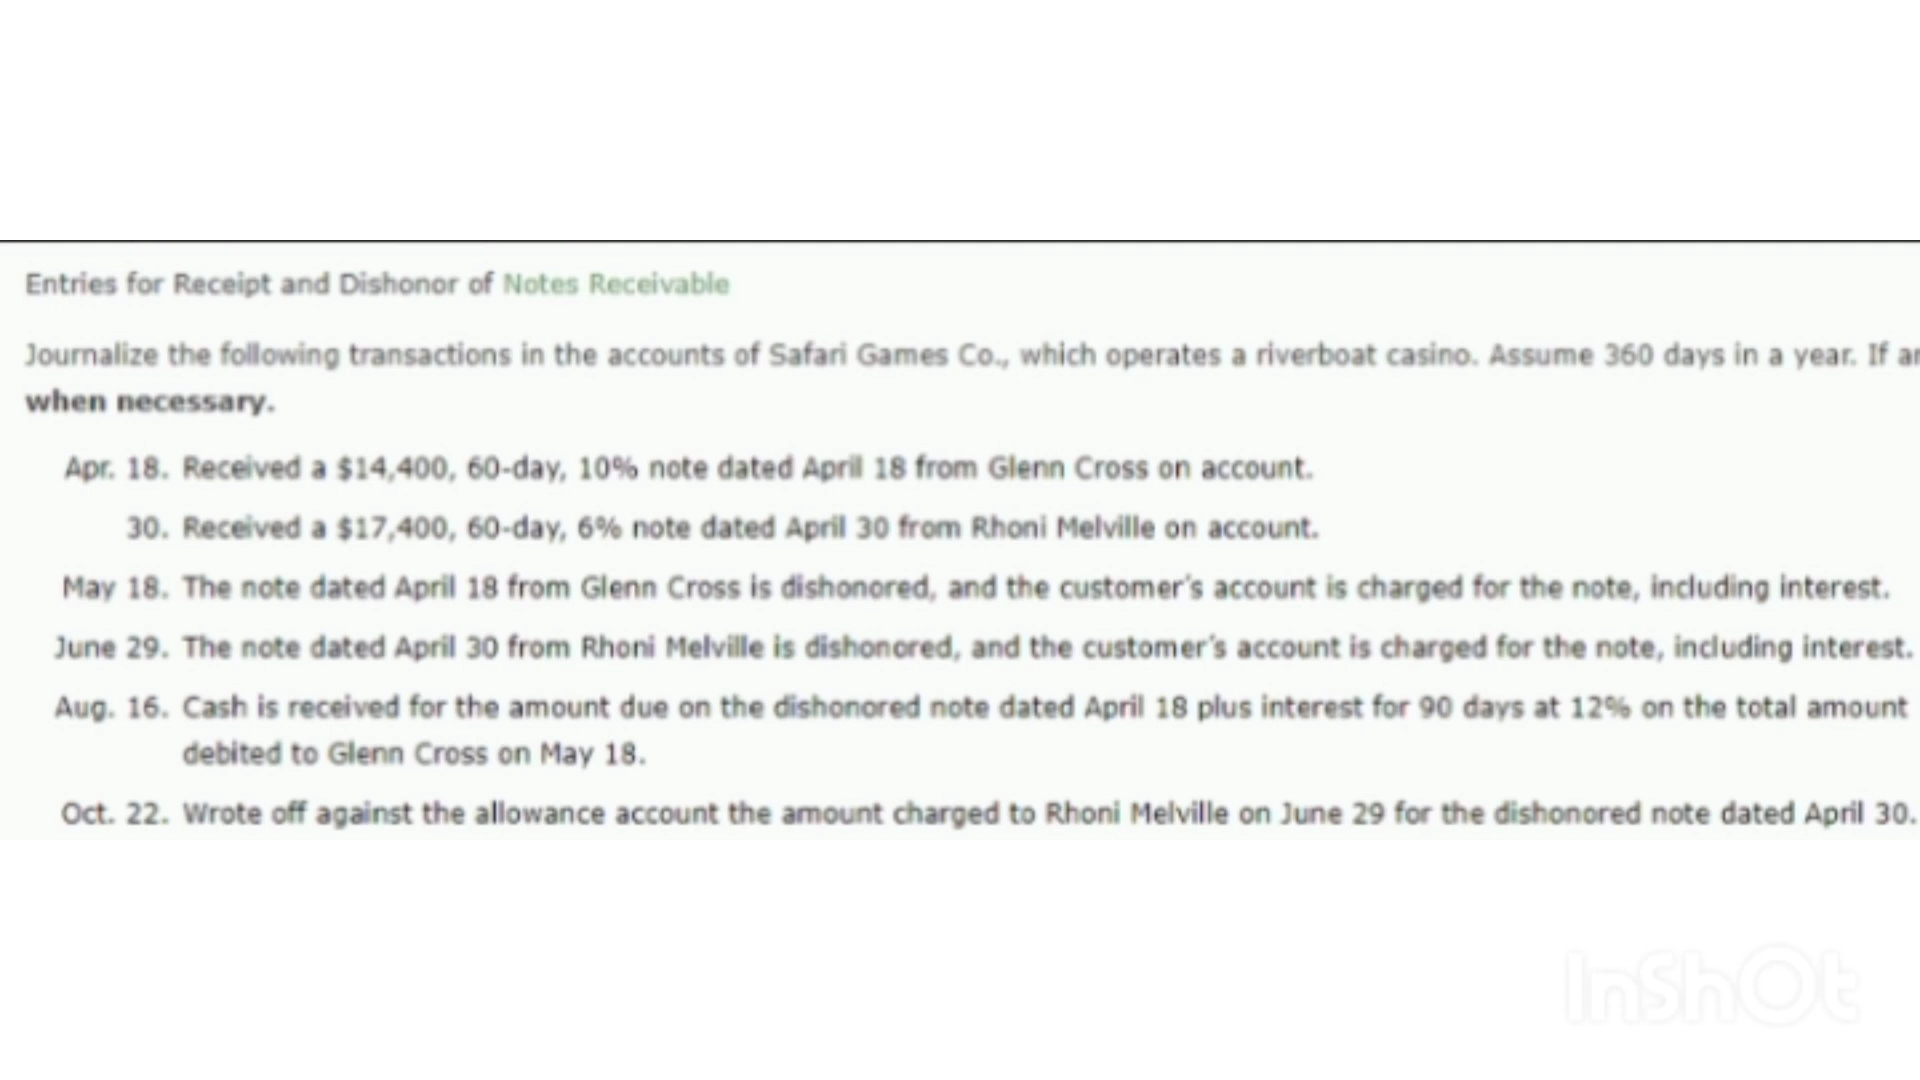 Entries for Receipt and Dishonor of Notes Receivable
Journalize the following transactions in the accounts of Safari Games Co., which operates a riverboat casino. Assume 360 days in a year. If
when necessary.
Apr. 18. Received a $14,400, 60-day, 10% note dated April 18 from Glenn Cross on account.
30. Received a $17,400, 60-day, 6% note dated April 30 from Rhoni Melville on account.
May 18. The note dated April 18 from Glenn Cross is dishonored, and the customer's account is charged for the note, including interest.
June 29. The note dated April 30 from Rhoni Melville is dishonored, and the customer's account is charged for the note, including interest.
Aug. 16. Cash is received for the amount due on the dishonored note dated April 18 plus interest for 90 days at 12% on the total amount
debited to Glenn Cross on May 18.
Oct. 22. Wrote off against the allowance account the amount charged to Rhoni Melville on June 29 for the dishonored note dated April 30.
InShOt